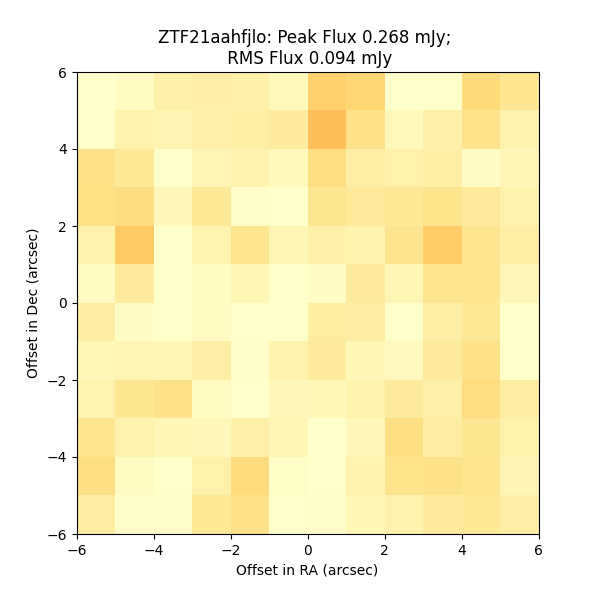 ZTF21aahfjlo: Peak Flux 0.268 mJy;
RMS Flux 0.094 mJy
6
4
2
0
−2
−4
−6
Offset in Dec (arcsec)
−6 −4 −2 0 2 4 6
Offset in RA (arcsec)